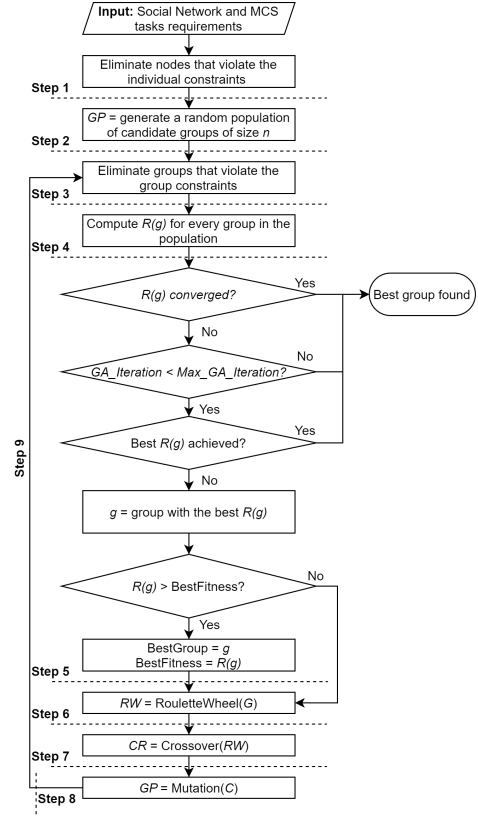 Input: Social Network and MCS
tasks requirements
Eliminate nodes that violate the
individual constraints
Step 1
GP = generate a random population
of candidate groups of size n
Step 2
Eliminate groups that violate the
group constraints
Step 3
Compute R(g) for every group in the
population
Step 4
R(g) converged?
Yes
Best group found
No
GA_Iteration < Max_GA_Iteration?
No
Yes
Best R(g) achieved?
Yes
No
g = group with the best R(g)
R(g) > BestFitness?
No
Yes
BestGroup = g
BestFitness = R(g)
Step 5
RW = RouletteWheel(G)
Step 6
CR = Crossover(RW)
Step 7
GP = Mutation(C)
Step 8
Step 9